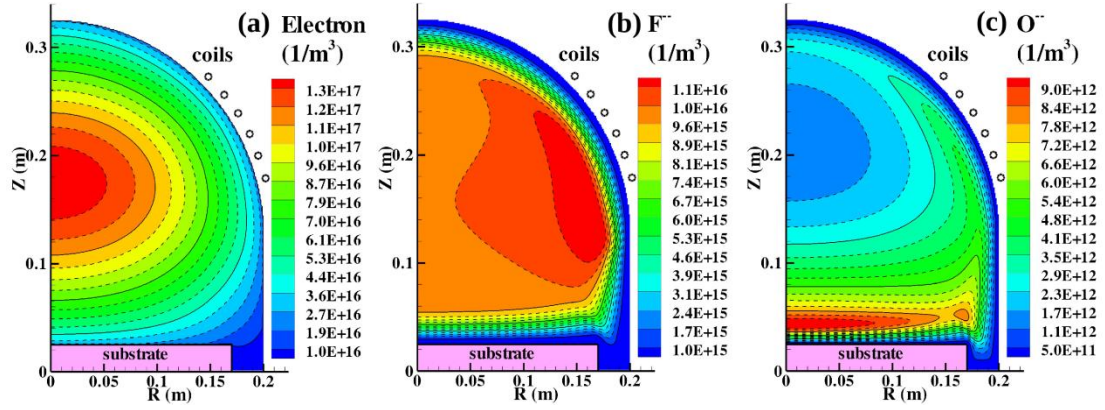 (a) Electron
(1/m³)
coils
1.3E+17
1.2E+17
1.1E+17
1.0E+17
9.6E+16
8.7E+16
7.9E+16
7.0E+16
6.1E+16
5.3E+16
4.4E+16
3.6E+16
2.7E+16
1.9E+16
1.0E+16
0.3
0.2
0.1
0
Z (m)
substrate
0 0.05 0.1 0.15 0.2
R (m)
(b) F⁻
(1/m³)
coils
1.1E+16
1.0E+16
9.6E+15
8.9E+15
8.1E+15
7.4E+15
6.7E+15
6.0E+15
5.3E+15
4.6E+15
3.9E+15
3.1E+15
2.4E+15
1.7E+15
1.0E+15
0.3
0.2
0.1
0
Z (m)
substrate
0 0.05 0.1 0.15 0.2
R (m)
(c) O⁻
(1/m³)
coils
9.0E+12
8.4E+12
7.8E+12
7.2E+12
6.6E+12
6.0E+12
5.4E+12
4.8E+12
4.1E+12
3.5E+12
2.9E+12
2.3E+12
1.7E+12
1.1E+12
5.0E+11
0.3
0.2
0.1
0
Z (m)
substrate
0 0.05 0.1 0.15 0.2
R (m)